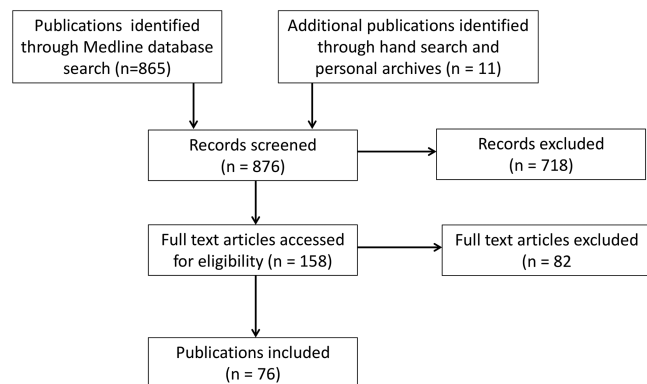 Publications identified
through Medline database
search (n=865)
Additional publications identified
through hand search and
personal archives (n = 11)
Records screened
(n = 876)
Records excluded
(n = 718)
Full text articles accessed
for eligibility (n = 158)
Full text articles excluded
(n = 82
Publications included
(n = 76)